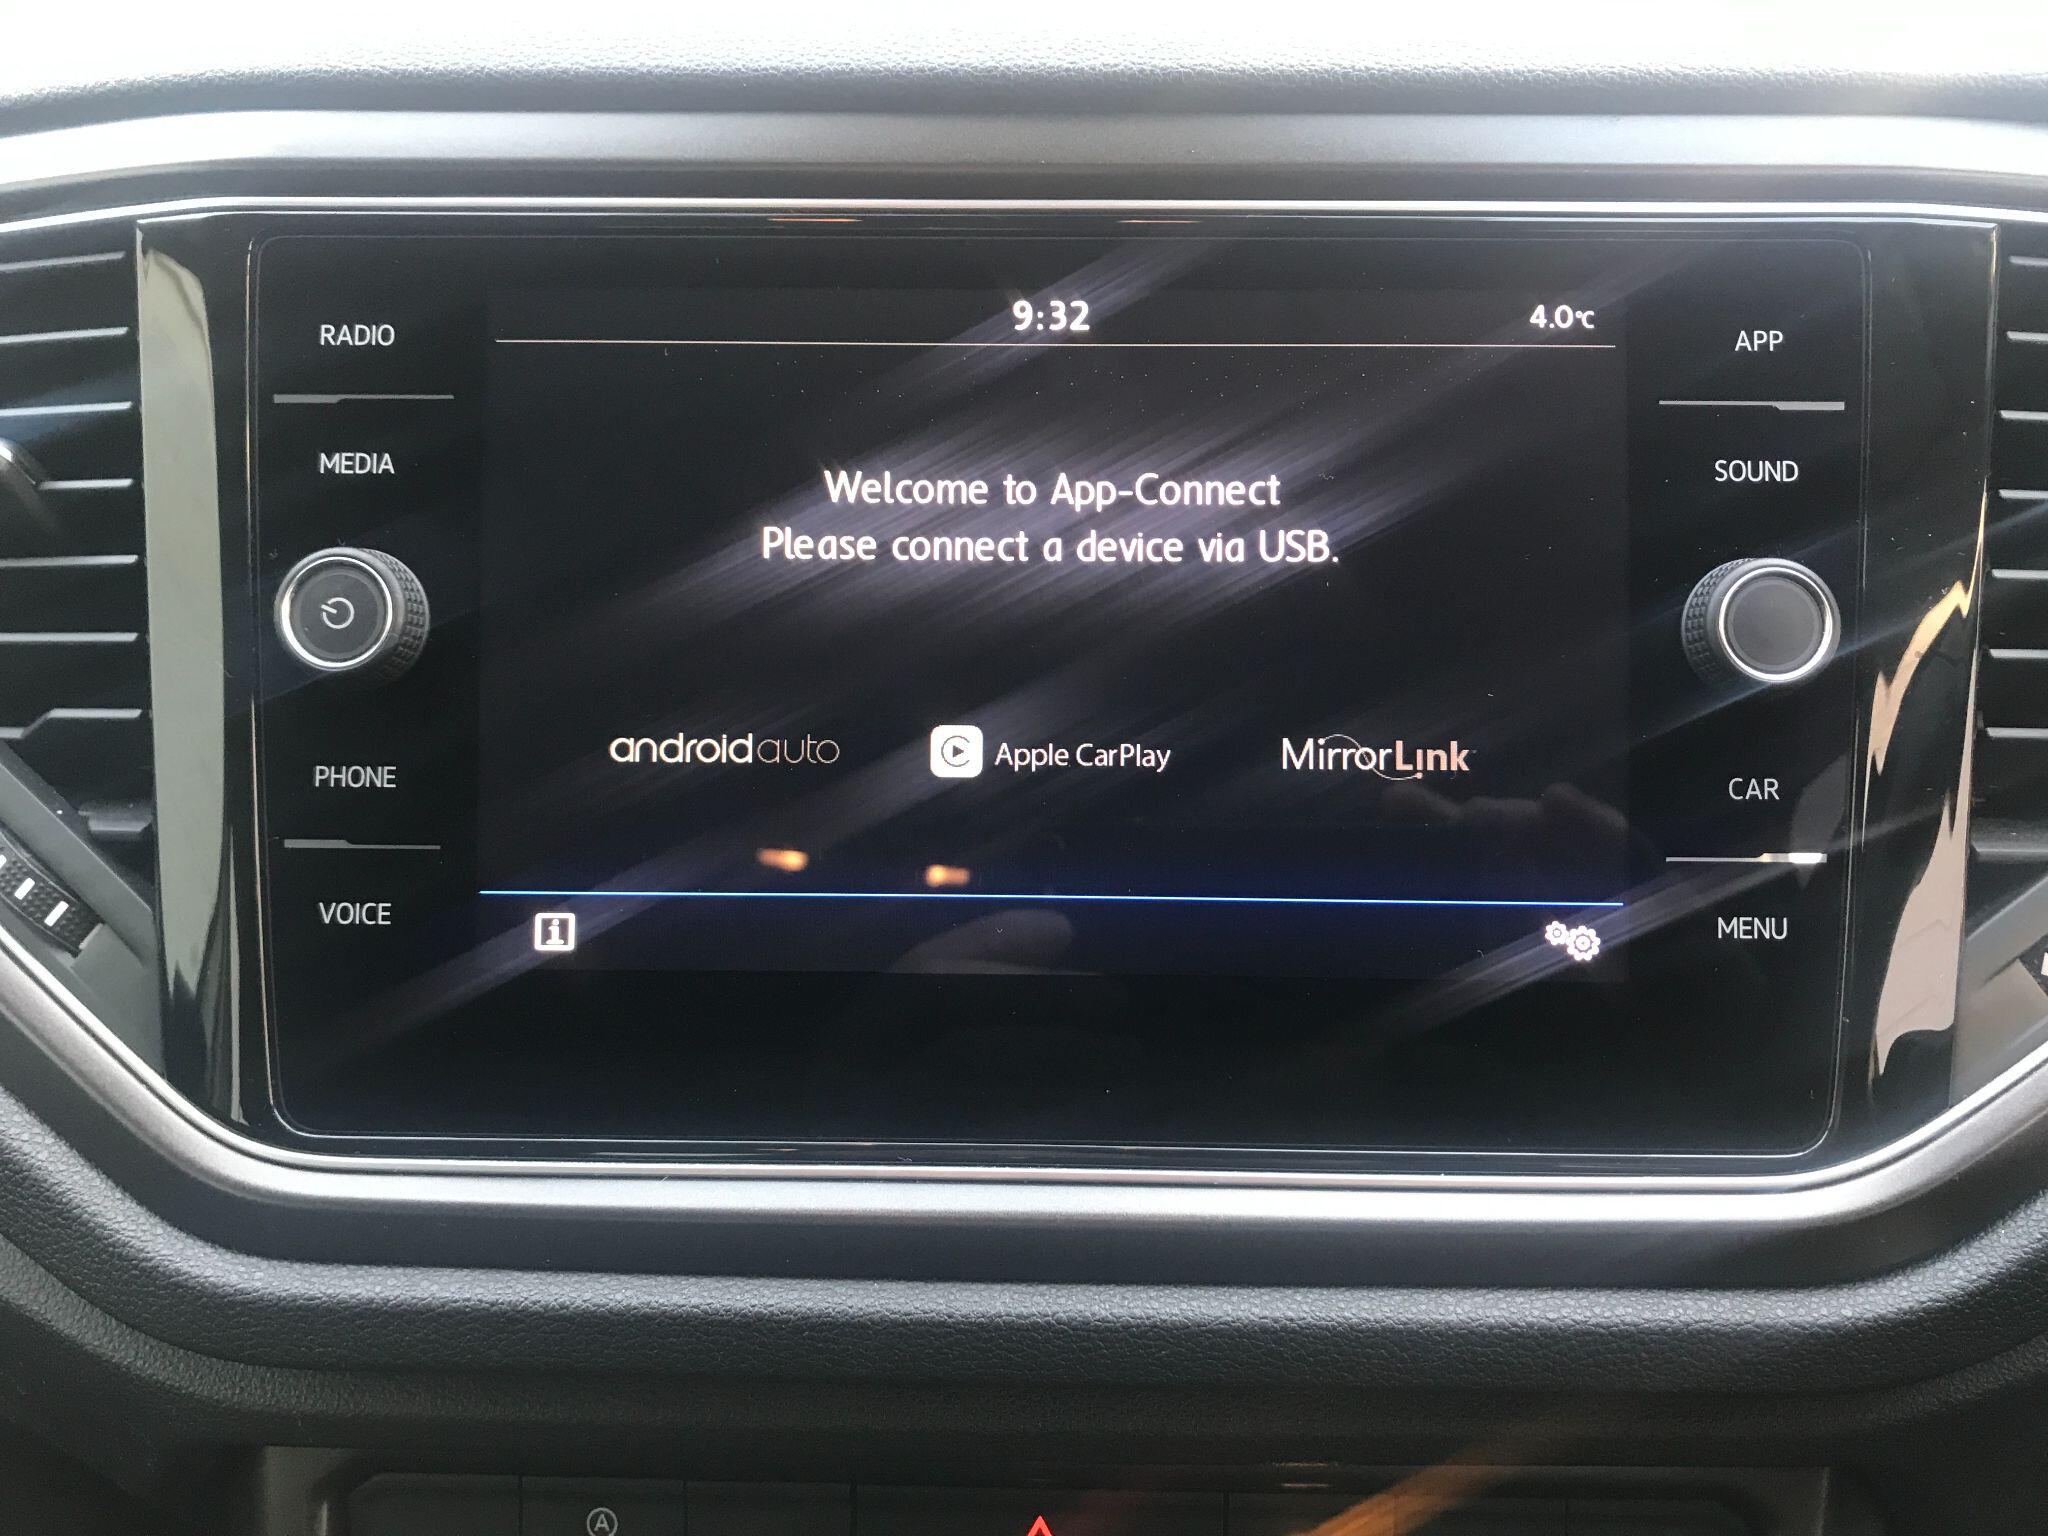 9:32
4.0°C
RADIO
MEDIA
PHONE
VOICE
Welcome to App-Connect
Please connect a device via USB.
androidauto
Apple CarPlay
MirrorLink
APP
SOUND
CAR
MENU
i
A